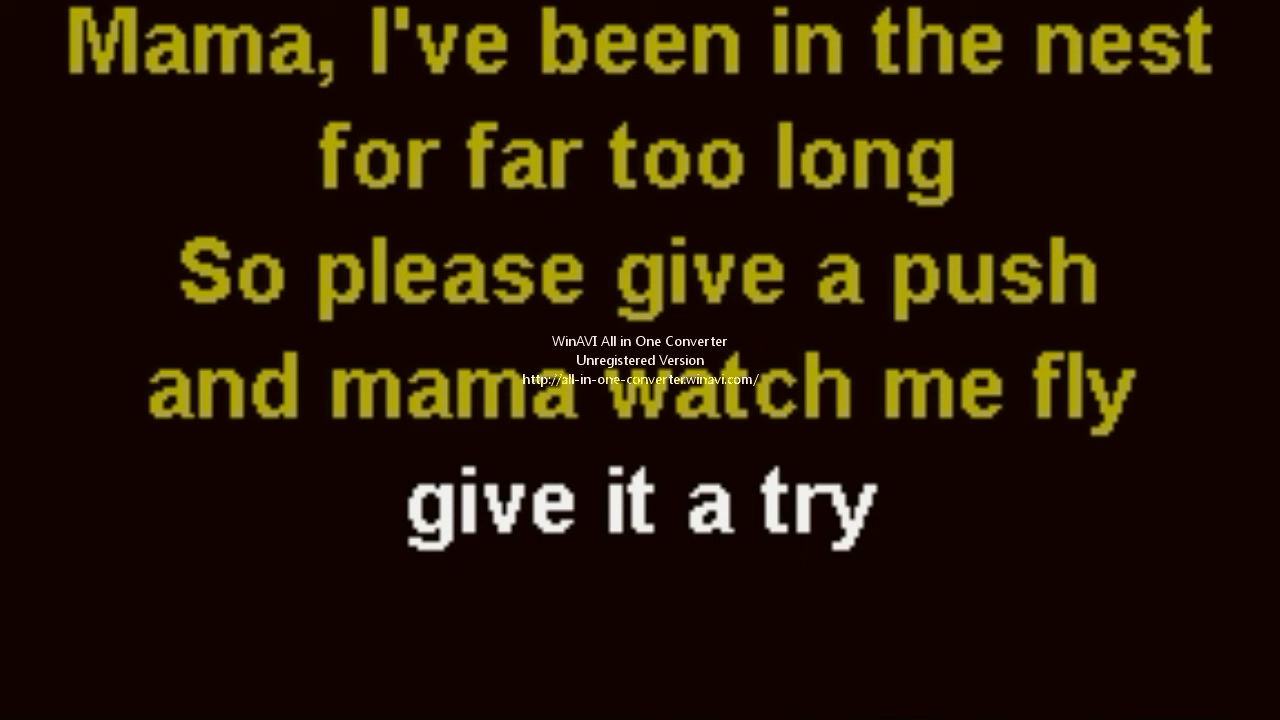 Mama, I've been in the nest
for far too long
So please give a push
WinAVI All in One Converter
Unregistered Version
http://all-in-one-converter.winavi.com/
and mama watch me fly
give it a try